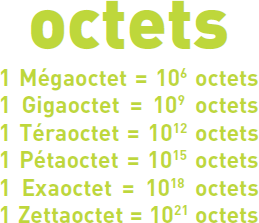 octets
1 Mégaoctet = 10⁶ octets
1 Gigaoctet = 10⁹ octets
1 Téraoctet = 10¹² octets
1 Pétaoctet = 10¹⁵ octets
1 Exaoctet = 10¹⁸ octets
1 Zettaoctet = 10²¹ octets